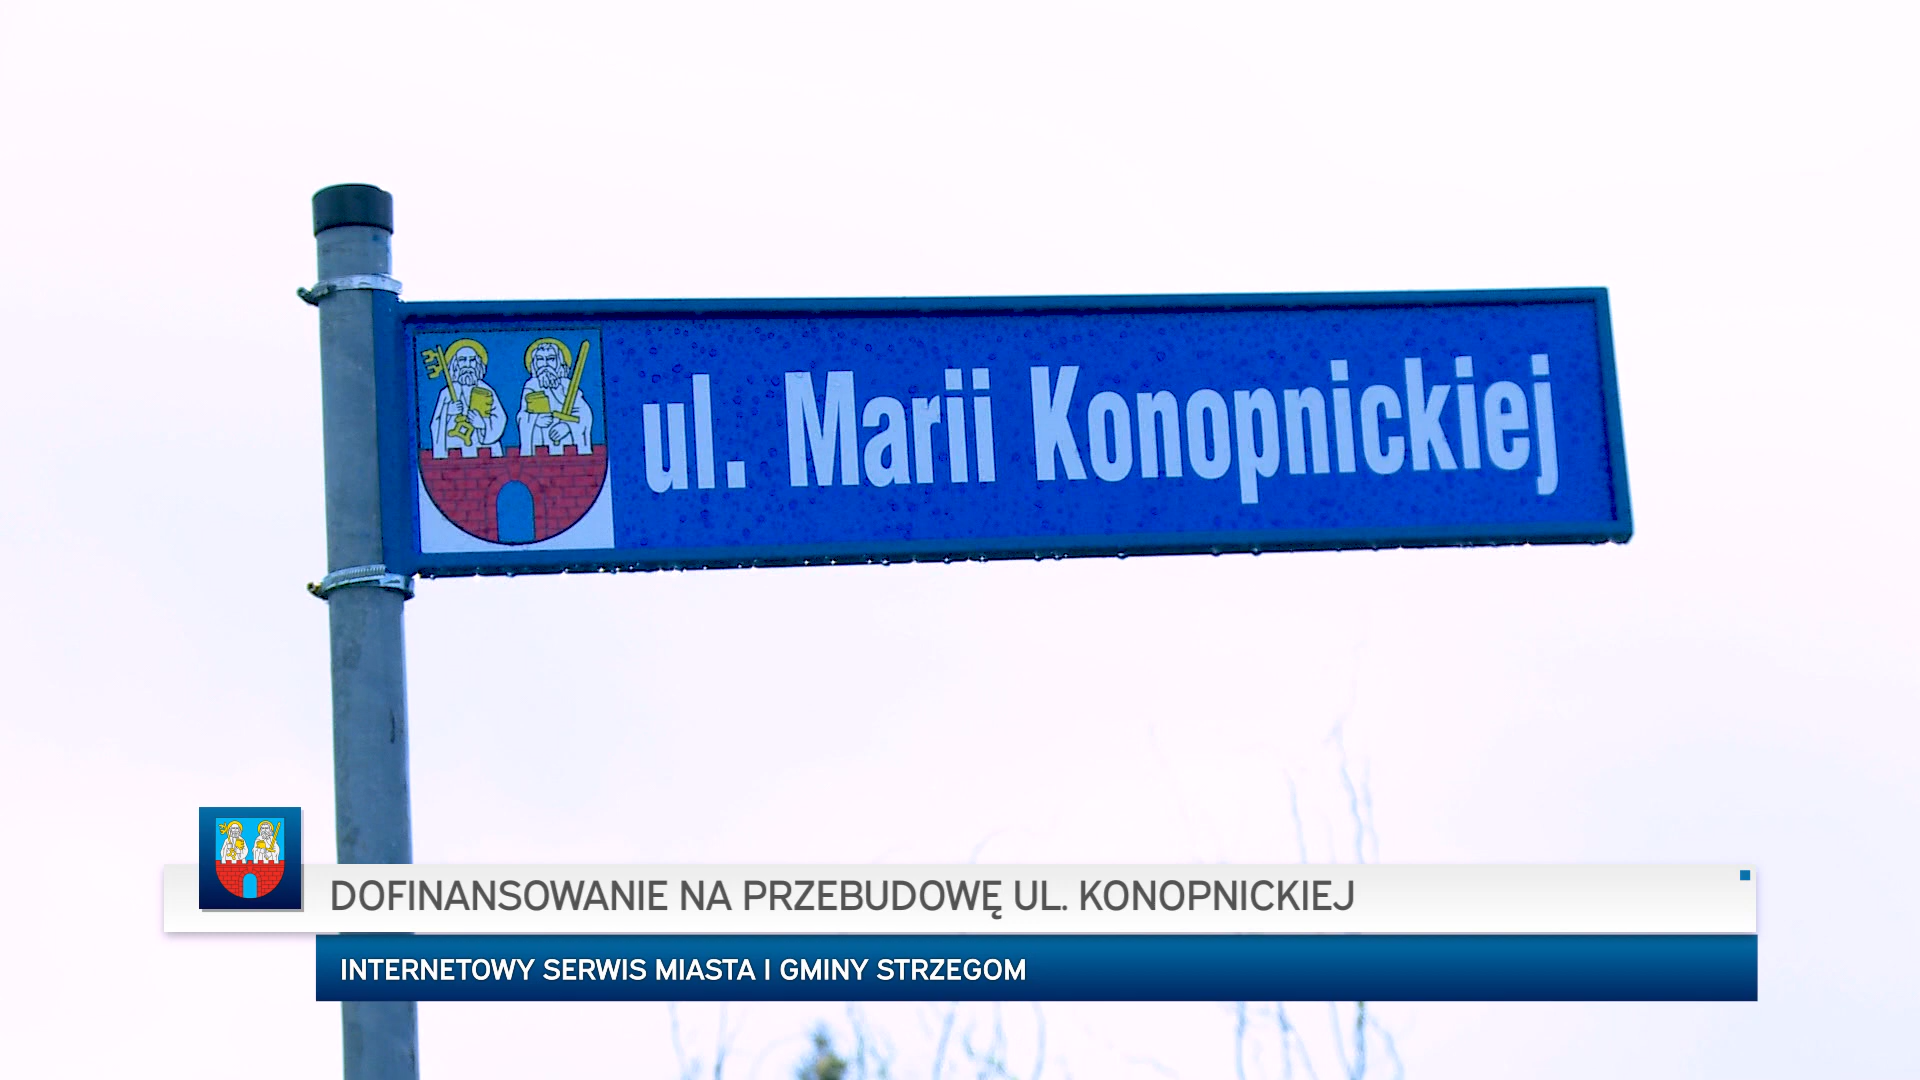 ul. Marii Konopnickiej
DOFINANSOWANIE NA PRZEBUDOWĘ UL. KONOPNICKIEJ
INTERNETOWY SERWIS MIASTA I GMINY STRZEGOM